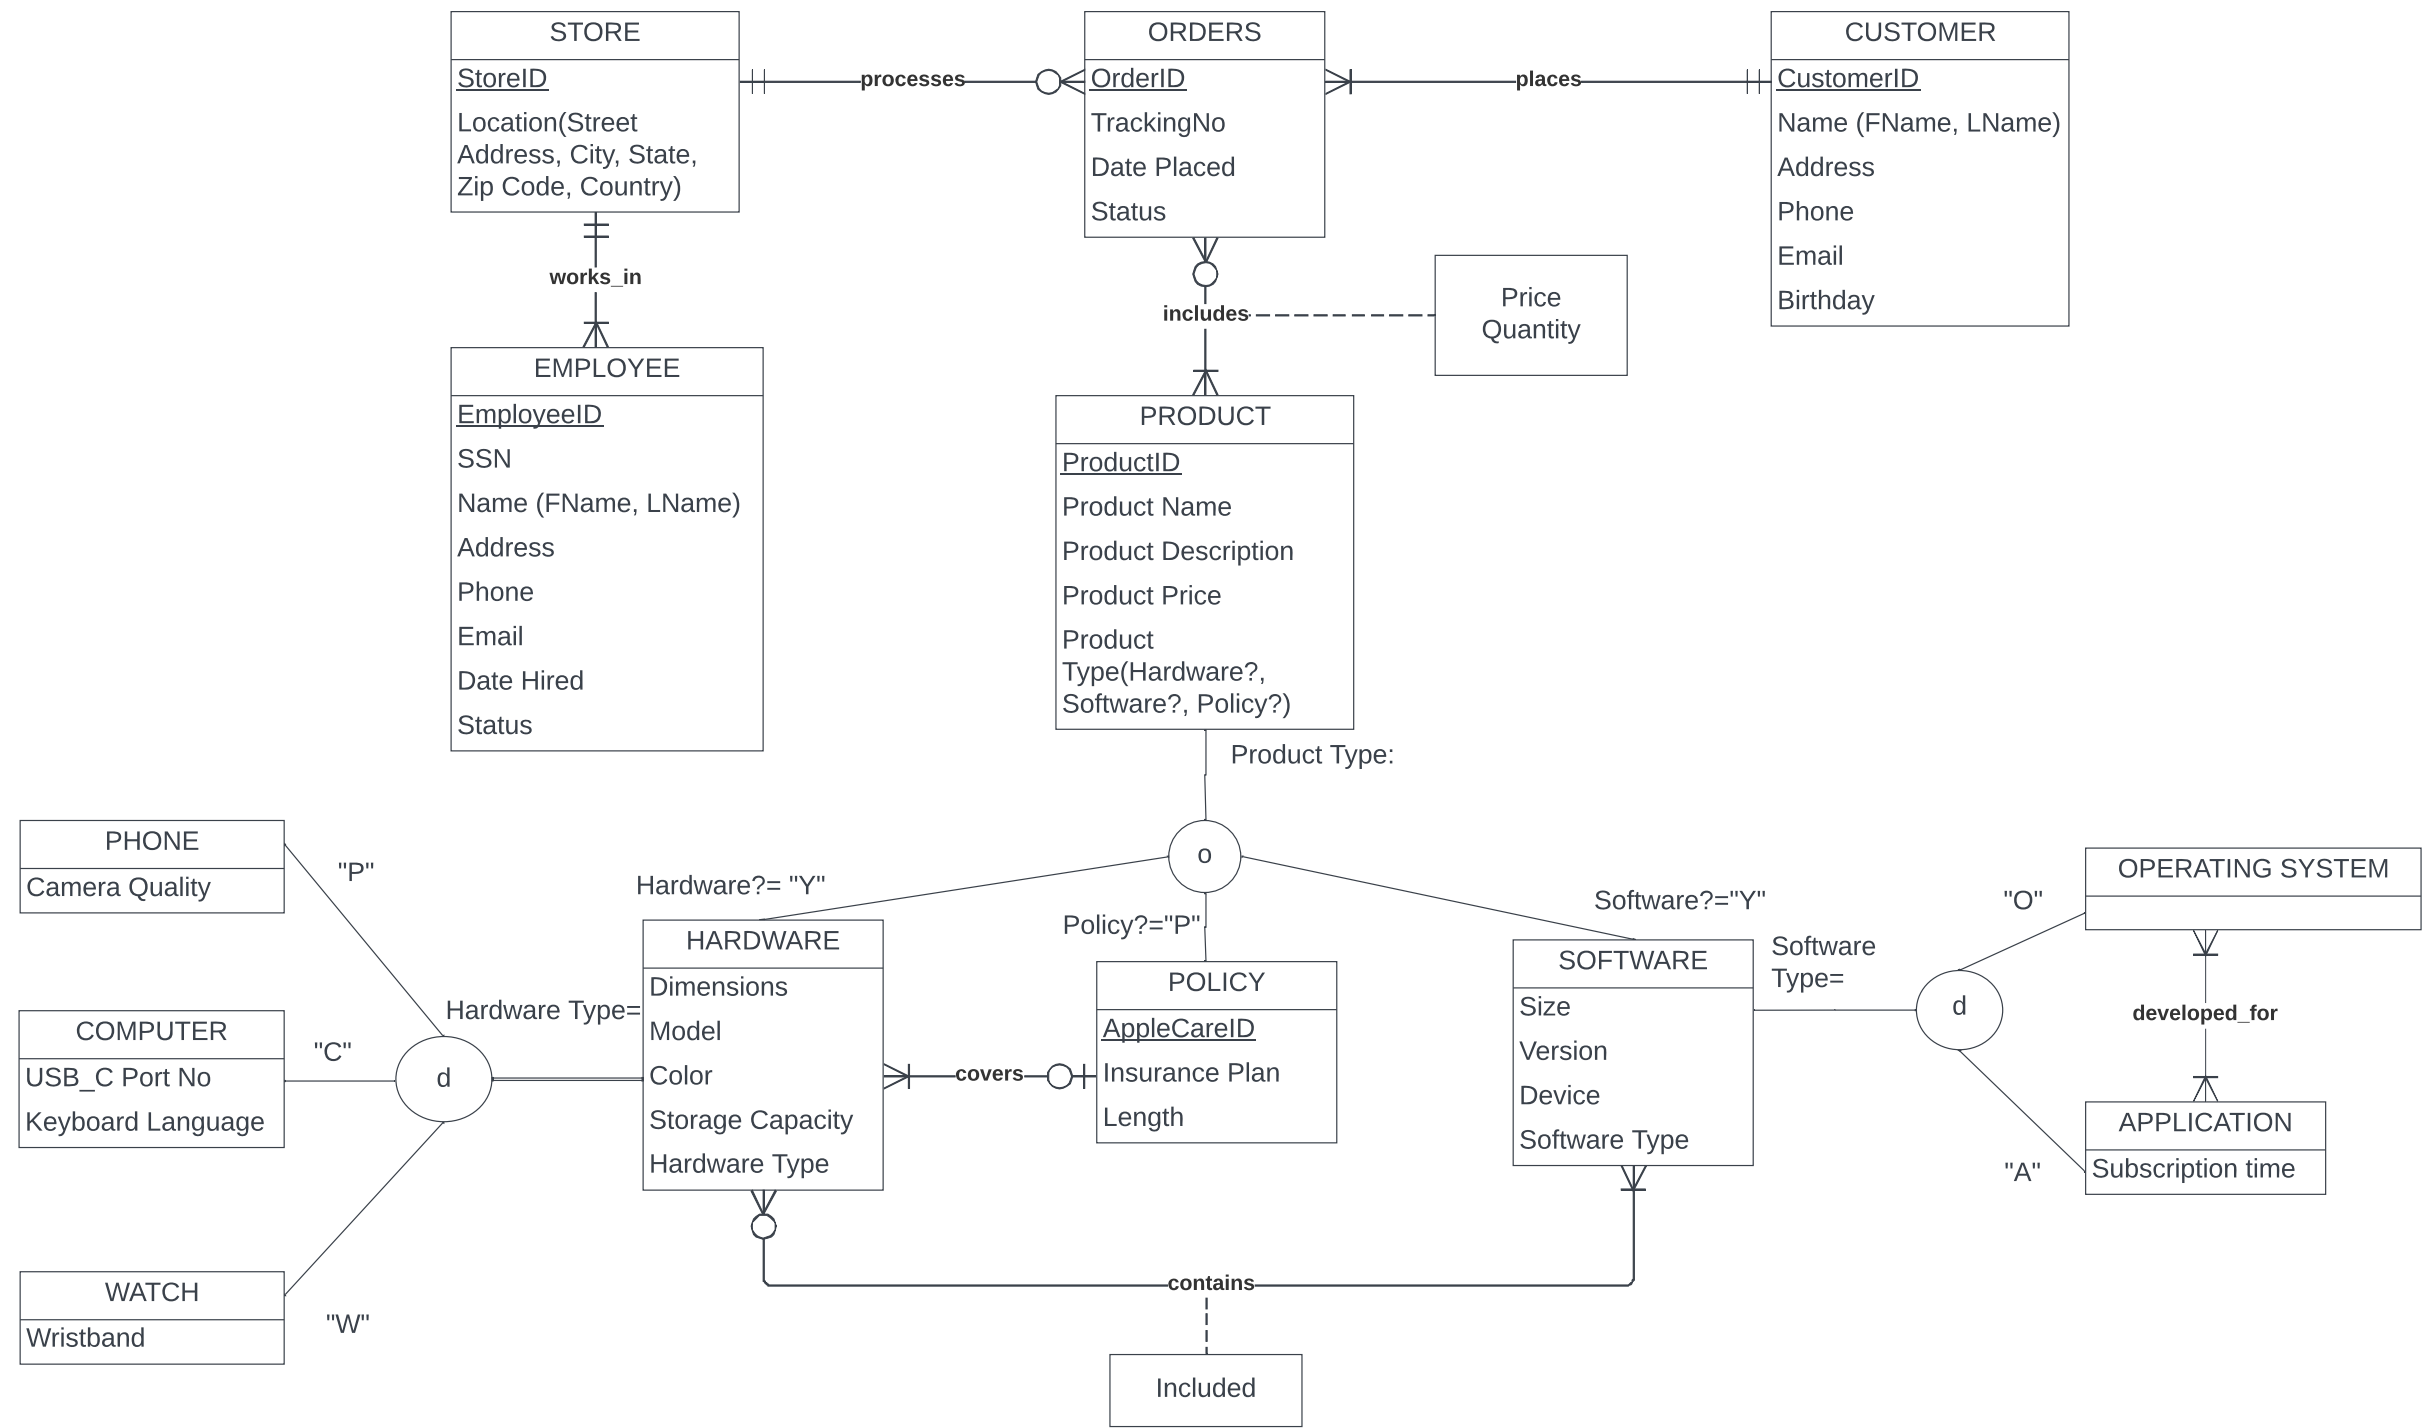 STORE
StoreID
Location(Street
Address, City, State,
Zip Code, Country)
processes
ORDERS
OrderID
TrackingNo
Date Placed
Status
places
CUSTOMER
CustomerID
Name (FName, LName)
Address
Phone
Email
Birthday
works_in
includes
Price
Quantity
EMPLOYEE
EmployeeID
SSN
Name (FName, LName)
Address
Phone
Email
Date Hired
Status
PRODUCT
ProductID
Product Name
Product Description
Product Price
Product
Type(Hardware?,
Software?, Policy?)
Product Type:
o
Hardware?= "Y"
Policy?="P"
Software?="Y"
PHONE
Camera Quality
"P"
COMPUTER
USB_C Port No
Keyboard Language
"C"
WATCH
Wristband
"W"
d
Hardware Type=
HARDWARE
Dimensions
Model
Color
Storage Capacity
Hardware Type
covers
POLICY
AppleCareID
Insurance Plan
Length
SOFTWARE
Size
Version
Device
Software Type
Software
Type=
d
"O"
"A"
OPERATING SYSTEM
developed_for
APPLICATION
Subscription time
contains
Included